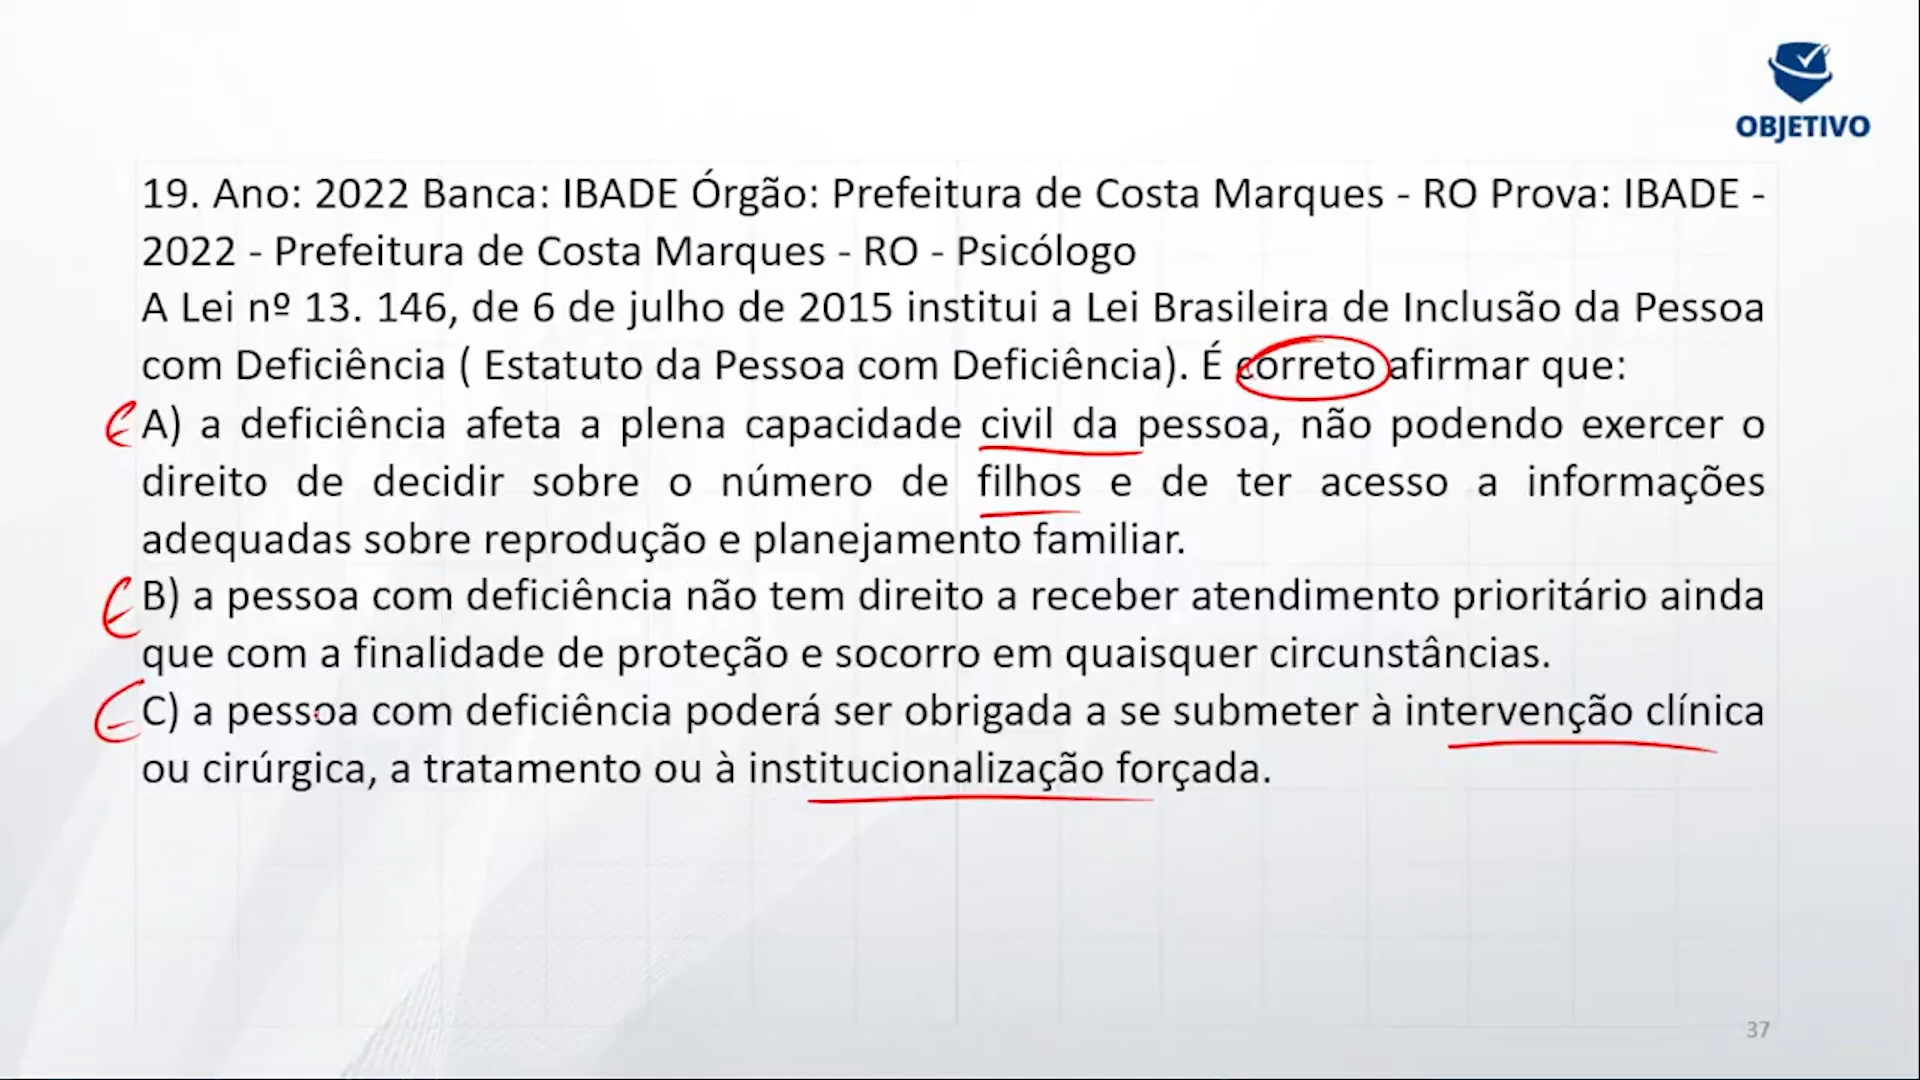 OBJETIVO
19. Ano: 2022 Banca: IBADE Órgão: Prefeitura de Costa Marques - RO Prova: IBADE -
2022 - Prefeitura de Costa Marques - RO - Psicólogo
A Lei nº 13. 146, de 6 de julho de 2015 institui a Lei Brasileira de Inclusão da Pessoa
com Deficiência ( Estatuto da Pessoa com Deficiência). É correto afirmar que:
E A) a deficiência afeta a plena capacidade civil da pessoa, não podendo exercer o
direito de decidir sobre o número de filhos e de ter acesso a informações
adequadas sobre reprodução e planejamento familiar.
E B) a pessoa com deficiência não tem direito a receber atendimento prioritário ainda
que com a finalidade de proteção e socorro em quaisquer circunstâncias.
E C) a pessoa com deficiência poderá ser obrigada a se submeter à intervenção clínica
ou cirúrgica, a tratamento ou à institucionalização forçada.
37